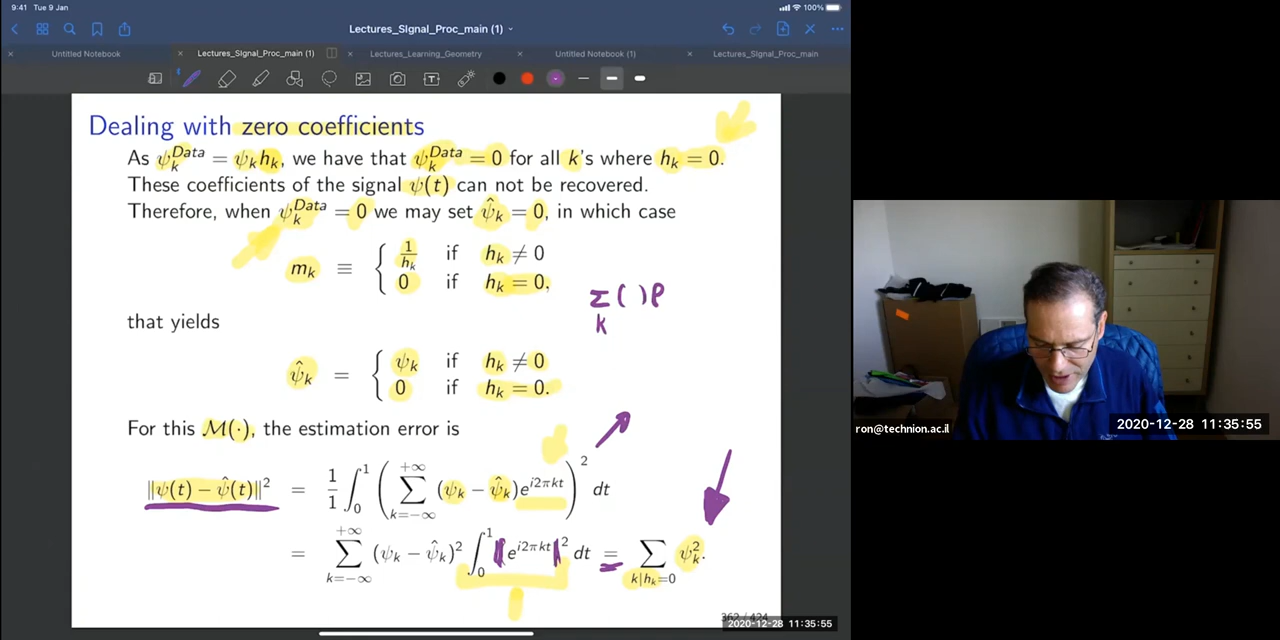 9:41 Tue 9 Jan
100%
Lectures_SIgnal_Proc_main (1)
Untitled Notebook
Lectures_SIgnal_Proc_main (1)
Lectures_Learning_Geometry
Untitled Notebook (1)
Lectures_SIgnal_Proc_main
Dealing with zero coefficients
As ψ_k^{Data} = ψ_k h_k, we have that ψ_k^{Data} = 0 for all k's where h_k = 0.
These coefficients of the signal ψ(t) can not be recovered.
Therefore, when ψ_k^{Data} = 0 we may set ψ̂_k = 0, in which case
m_k ≡ { 1/h_k if h_k ≠ 0
0 if h_k = 0,
Σ_k ( )β
that yields
ψ̂_k = { ψ_k if h_k ≠ 0
0 if h_k = 0.
For this M(·), the estimation error is
‖ψ(t) − ψ̂(t)‖² = 1/1 ∫_0^1 ( Σ_{k=−∞}^{+∞} (ψ_k − ψ̂_k)e^{i2πkt} )² dt
= Σ_{k=−∞}^{+∞} (ψ_k − ψ̂_k)² ∫_0^1 |e^{i2πkt}|² dt = Σ_{k|h_k=0} ψ_k².
362 / 424
2020-12-28 11:35:55
ron@technion.ac.il
2020-12-28 11:35:55